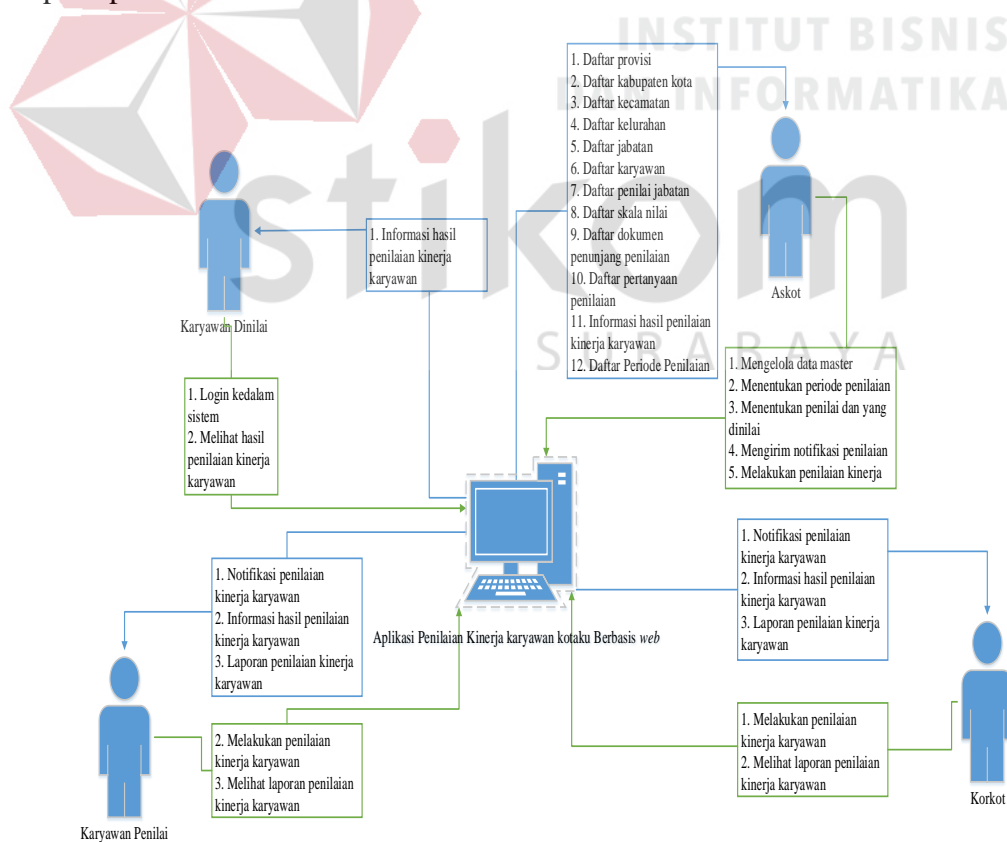 INSTITUT BISNIS
DAN INFORMATIKA
stikom
SURABAYA
1. Daftar provisi
2. Daftar kabupaten kota
3. Daftar kecamatan
4. Daftar kelurahan
5. Daftar jabatan
6. Daftar karyawan
7. Daftar penilai jabatan
8. Daftar skala nilai
9. Daftar dokumen
penunjang penilaian
10. Daftar pertanyaan
penilaian
11. Informasi hasil penilaian
kinerja karyawan
12. Daftar Periode Penilaian
Askot
1. Informasi hasil
penilaian kinerja
karyawan
Karyawan Dinilai
1. Login kedalam
sistem
2. Melihat hasil
penilaian kinerja
karyawan
1. Mengelola data master
2. Menentukan periode penilaian
3. Menentukan penilai dan yang
dinilai
4. Mengirim notifikasi penilaian
5. Melakukan penilaian kinerja
1. Notifikasi penilaian
kinerja karyawan
2. Informasi hasil penilaian
kinerja karyawan
3. Laporan penilaian kinerja
karyawan
Aplikasi Penilaian Kinerja karyawan kotaku Berbasis web
1. Notifikasi penilaian
kinerja karyawan
2. Informasi hasil penilaian
kinerja karyawan
3. Laporan penilaian kinerja
karyawan
2. Melakukan penilaian
kinerja karyawan
3. Melihat laporan penilaian
kinerja karyawan
Karyawan Penilai
1. Melakukan penilaian
kinerja karyawan
2. Melihat laporan penilaian
kinerja karyawan
Korkot